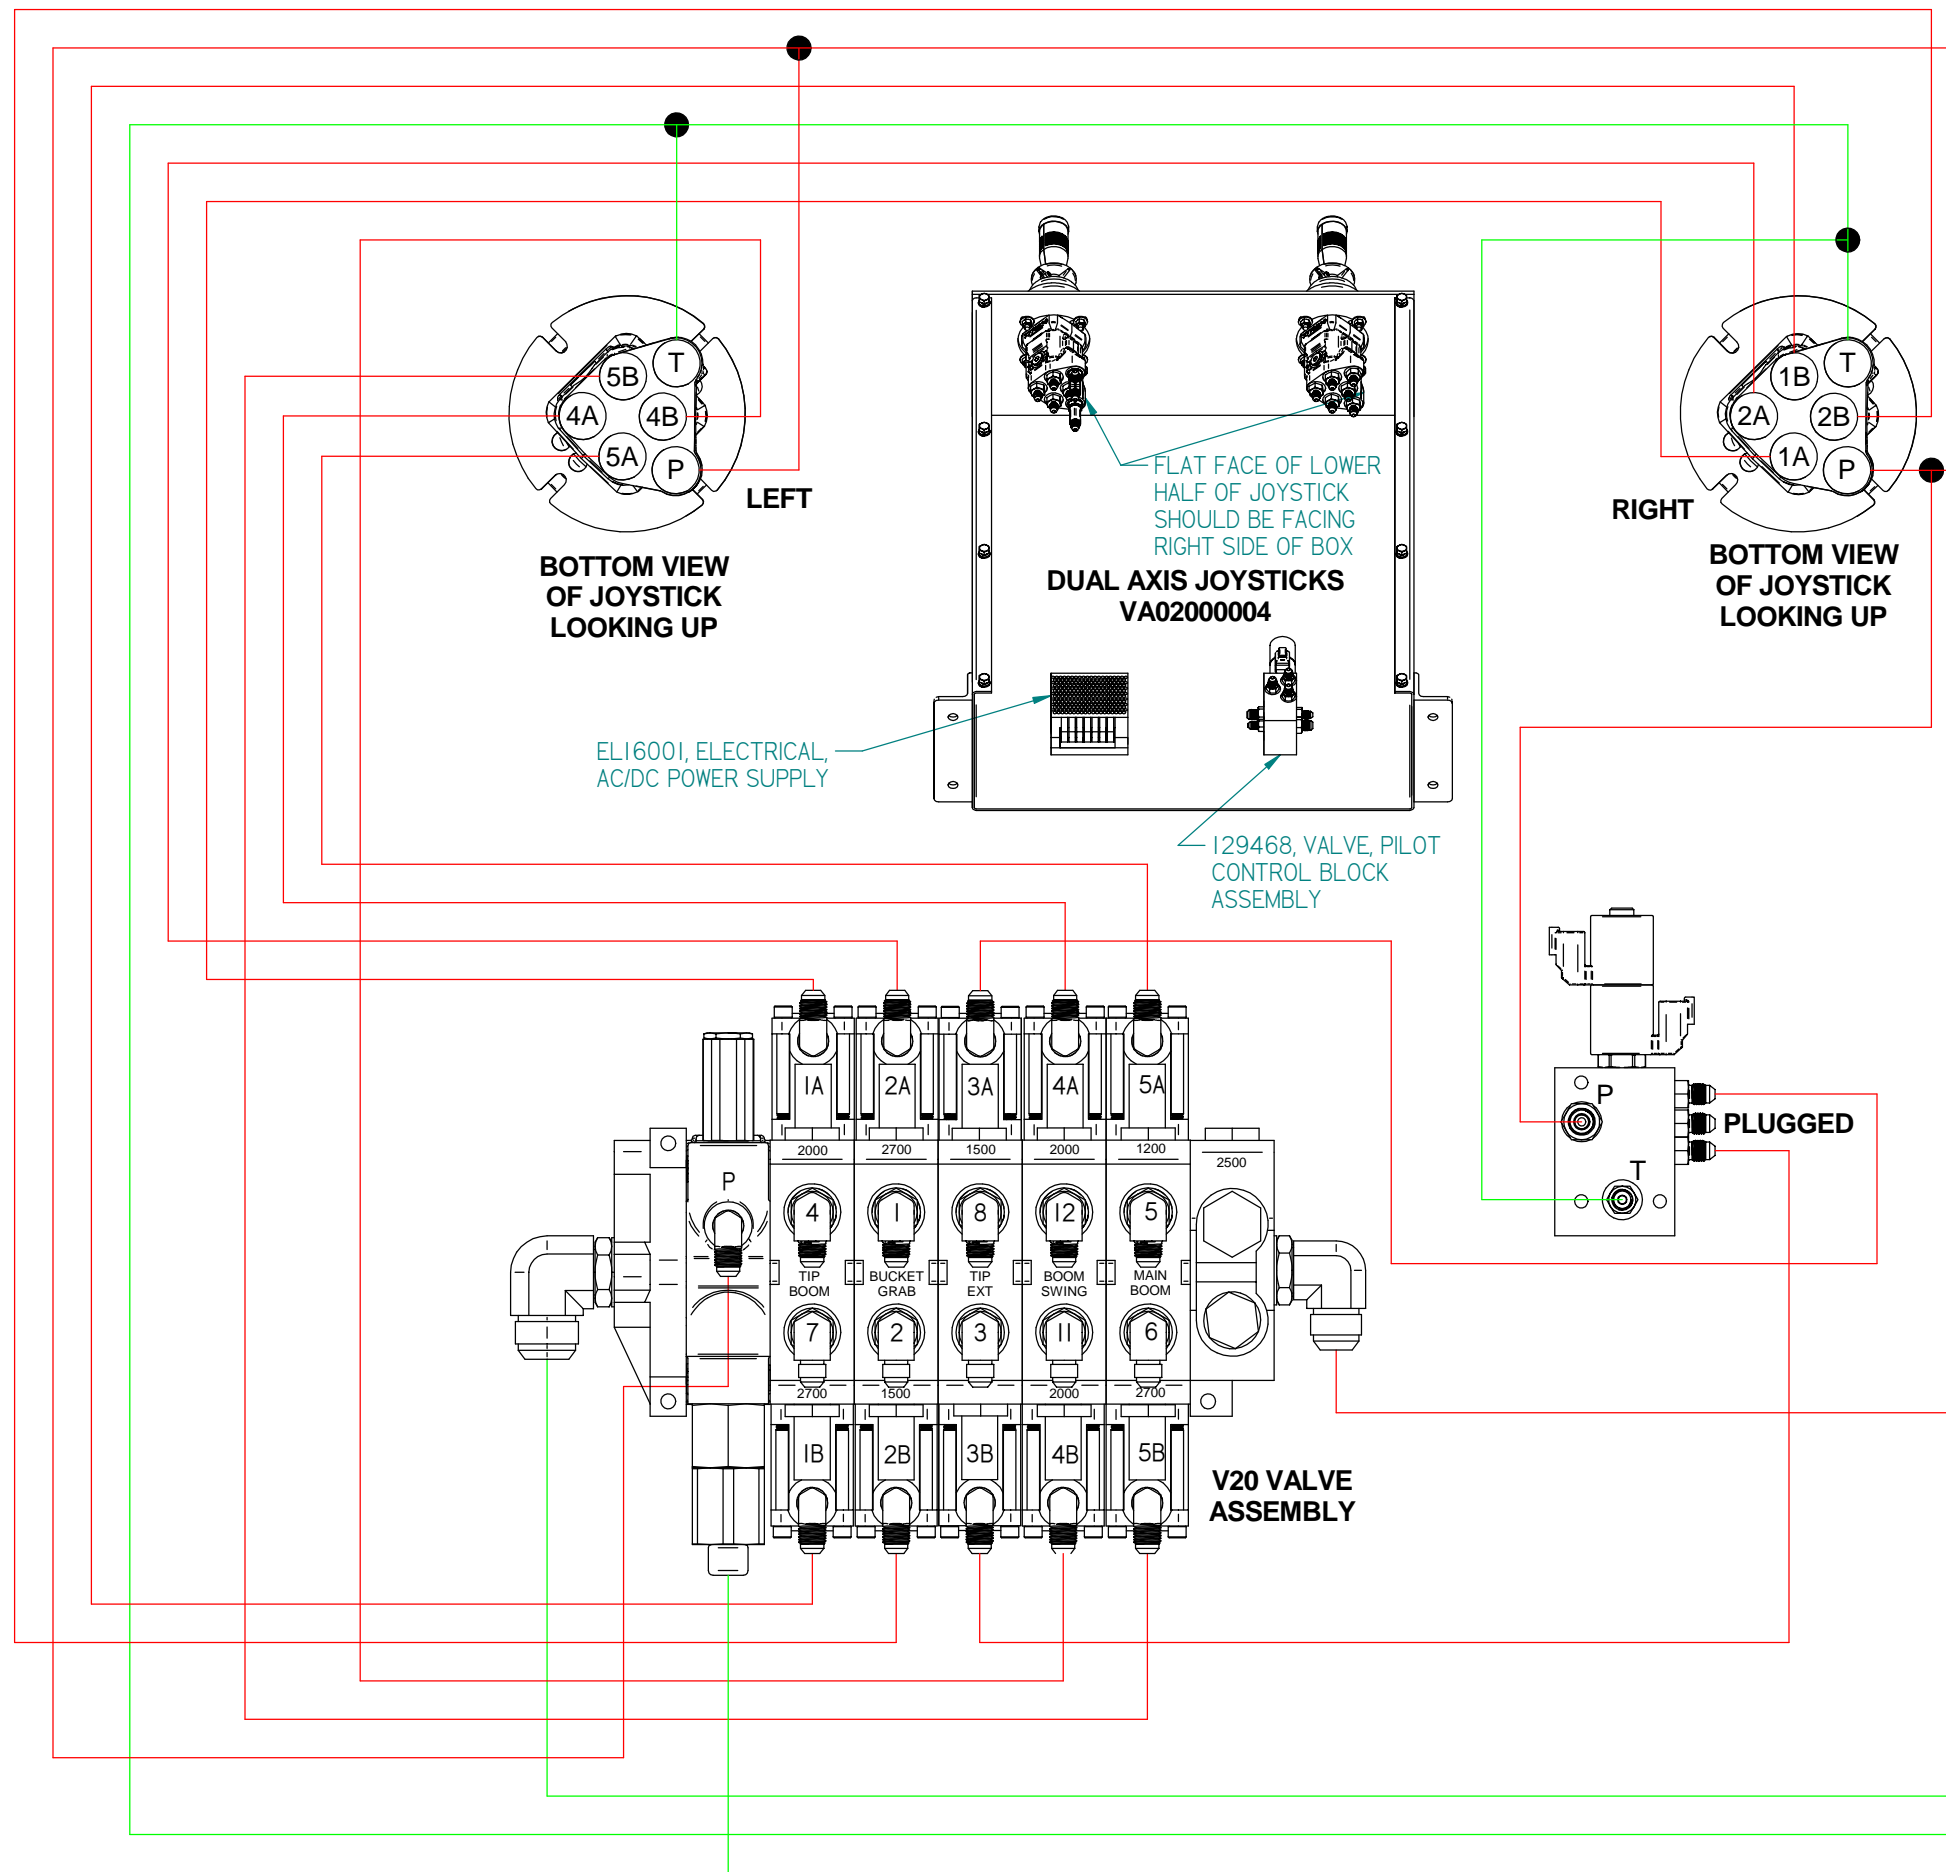 T
5B
4A
4B
5A
P
LEFT
BOTTOM VIEW
OF JOYSTICK
LOOKING UP
FLAT FACE OF LOWER
HALF OF JOYSTICK
SHOULD BE FACING
RIGHT SIDE OF BOX
DUAL AXIS JOYSTICKS
VA02000004
T
1B
2A
2B
1A
P
RIGHT
BOTTOM VIEW
OF JOYSTICK
LOOKING UP
EL16001, ELECTRICAL,
AC/DC POWER SUPPLY
129468, VALVE, PILOT
CONTROL BLOCK
ASSEMBLY
P
PLUGGED
T
1A 2A 3A 4A 5A
2000 2700 1500 2000 1200 2500
P
4 1 8 12 5
TIP
BOOM
BUCKET
GRAB
TIP
EXT
BOOM
SWING
MAIN
BOOM
7 2 3 11 6
2700 1500 2000 2700
1B 2B 3B 4B 5B
V20 VALVE
ASSEMBLY